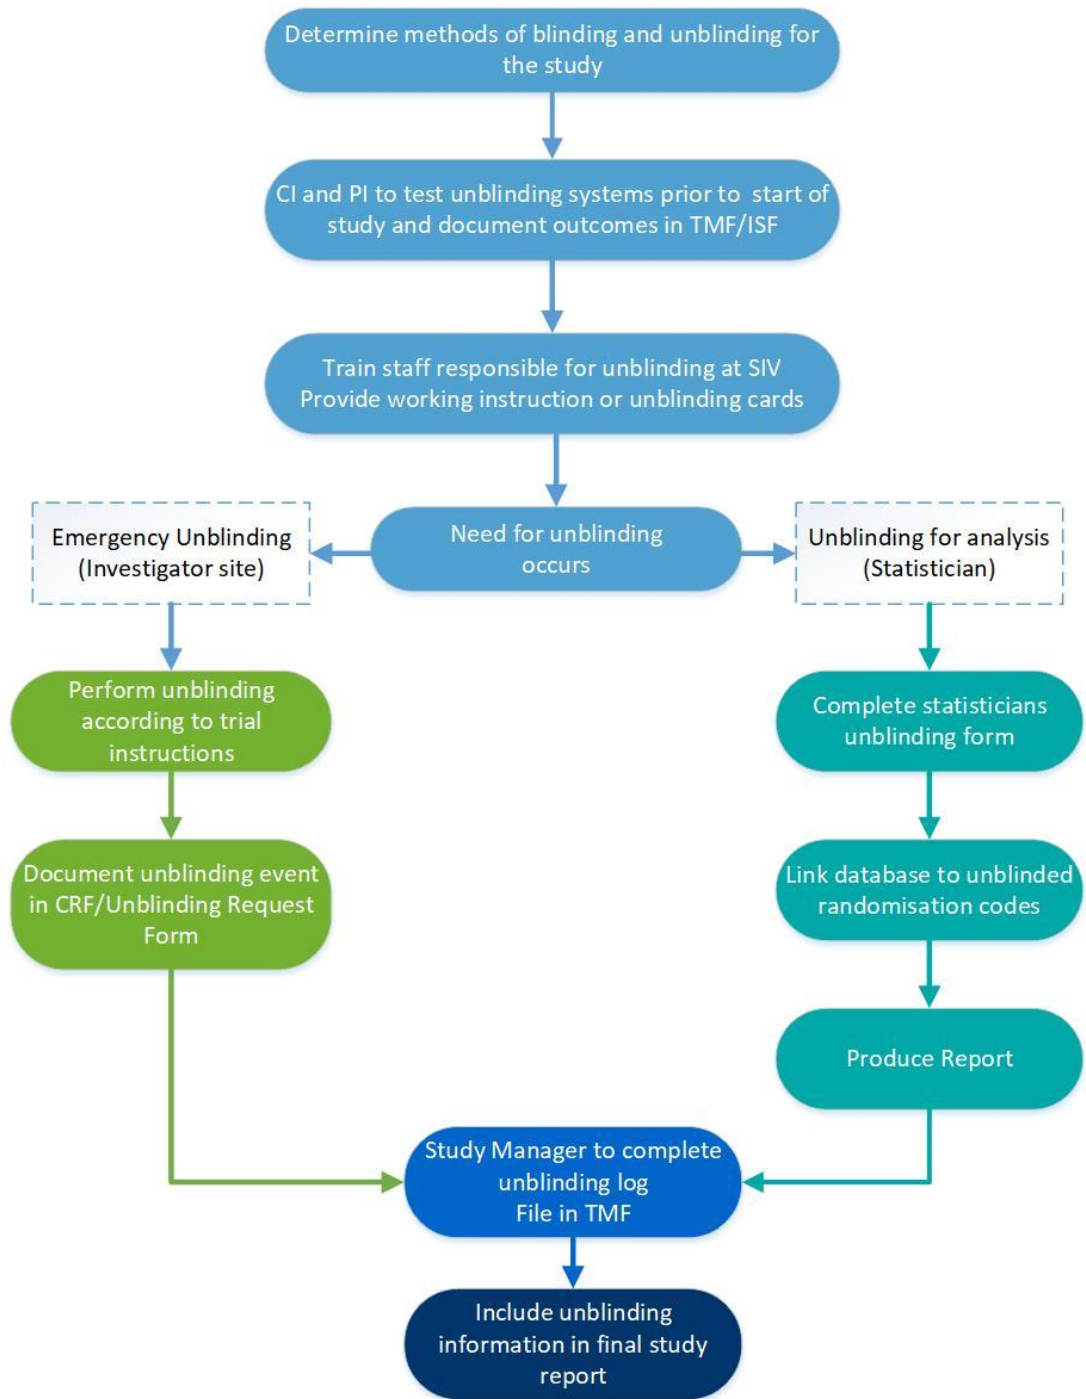 Determine methods of blinding and unblinding for
the study
CI and PI to test unblinding systems prior to start of
study and document outcomes in TMF/ISF
Train staff responsible for unblinding at SIV
Provide working instruction or unblinding cards
Need for unblinding
occurs
Emergency Unblinding
(Investigator site)
Unblinding for analysis
(Statistician)
Perform unblinding
according to trial
instructions
Complete statisticians
unblinding form
Document unblinding event
in CRF/Unblinding Request
Form
Link database to unblinded
randomisation codes
Produce Report
Study Manager to complete
unblinding log
File in TMF
Include unblinding
information in final study
report